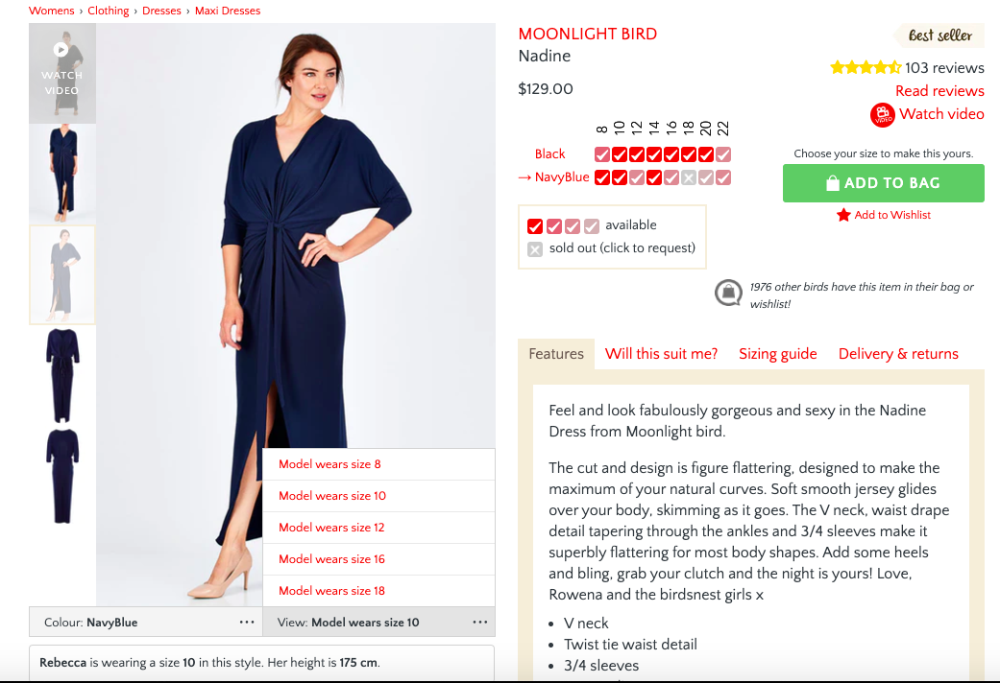 Womens › Clothing › Dresses › Maxi Dresses
WATCH
VIDEO
MOONLIGHT BIRD
Nadine
$129.00
Best seller
103 reviews
Read reviews
VIDEO
Watch video
8 10 12 14 16 18 20 22
Black
→ NavyBlue
available
sold out (click to request)
Choose your size to make this yours.
ADD TO BAG
Add to Wishlist
1976 other birds have this item in their bag or
wishlist!
Features Will this suit me? Sizing guide Delivery & returns
Feel and look fabulously gorgeous and sexy in the Nadine
Dress from Moonlight bird.
The cut and design is figure flattering, designed to make the
maximum of your natural curves. Soft smooth jersey glides
over your body, skimming as it goes. The V neck, waist drape
detail tapering through the ankles and 3/4 sleeves make it
superbly flattering for most body shapes. Add some heels
and bling, grab your clutch and the night is yours! Love,
Rowena and the birdsnest girls x
• V neck
• Twist tie waist detail
• 3/4 sleeves
Model wears size 8
Model wears size 10
Model wears size 12
Model wears size 16
Model wears size 18
Colour: NavyBlue ···
View: Model wears size 10 ···
Rebecca is wearing a size 10 in this style. Her height is 175 cm.